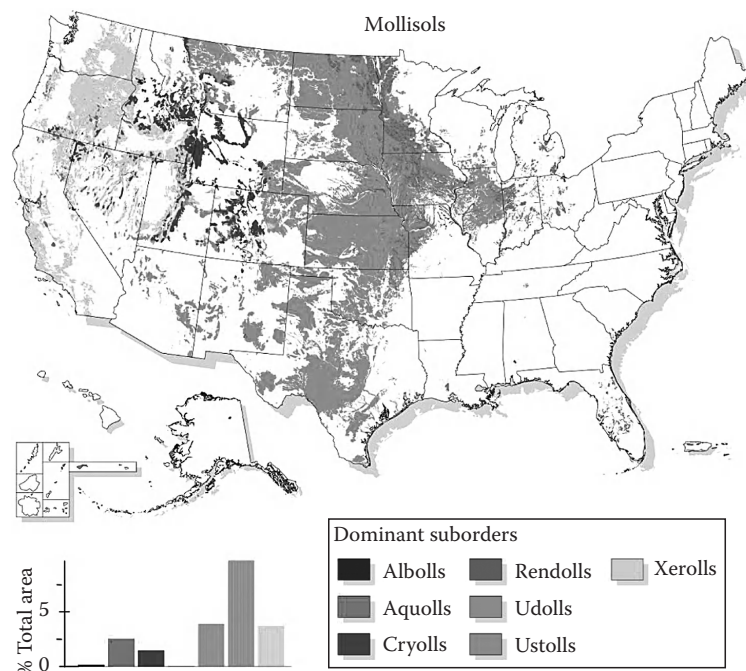 Mollisols
Dominant suborders
Albolls
Rendolls
Xerolls
Aquolls
Udolls
Cryolls
Ustolls
% Total area
5
0